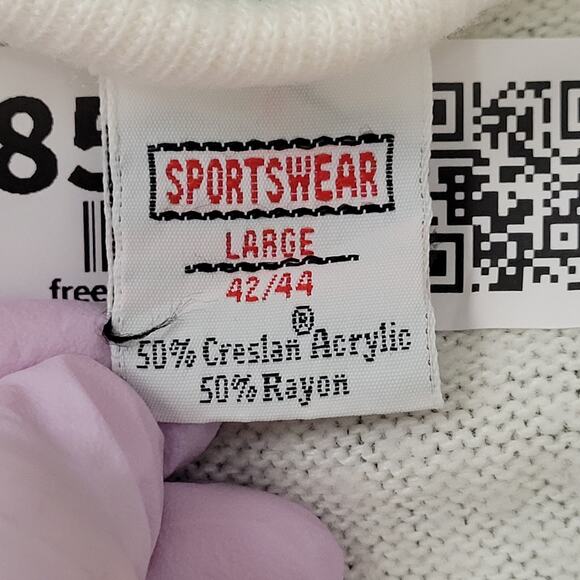 85
free
SPORTSWEAR
LARGE
42/44
50% Creslan® Acrylic
50% Rayon